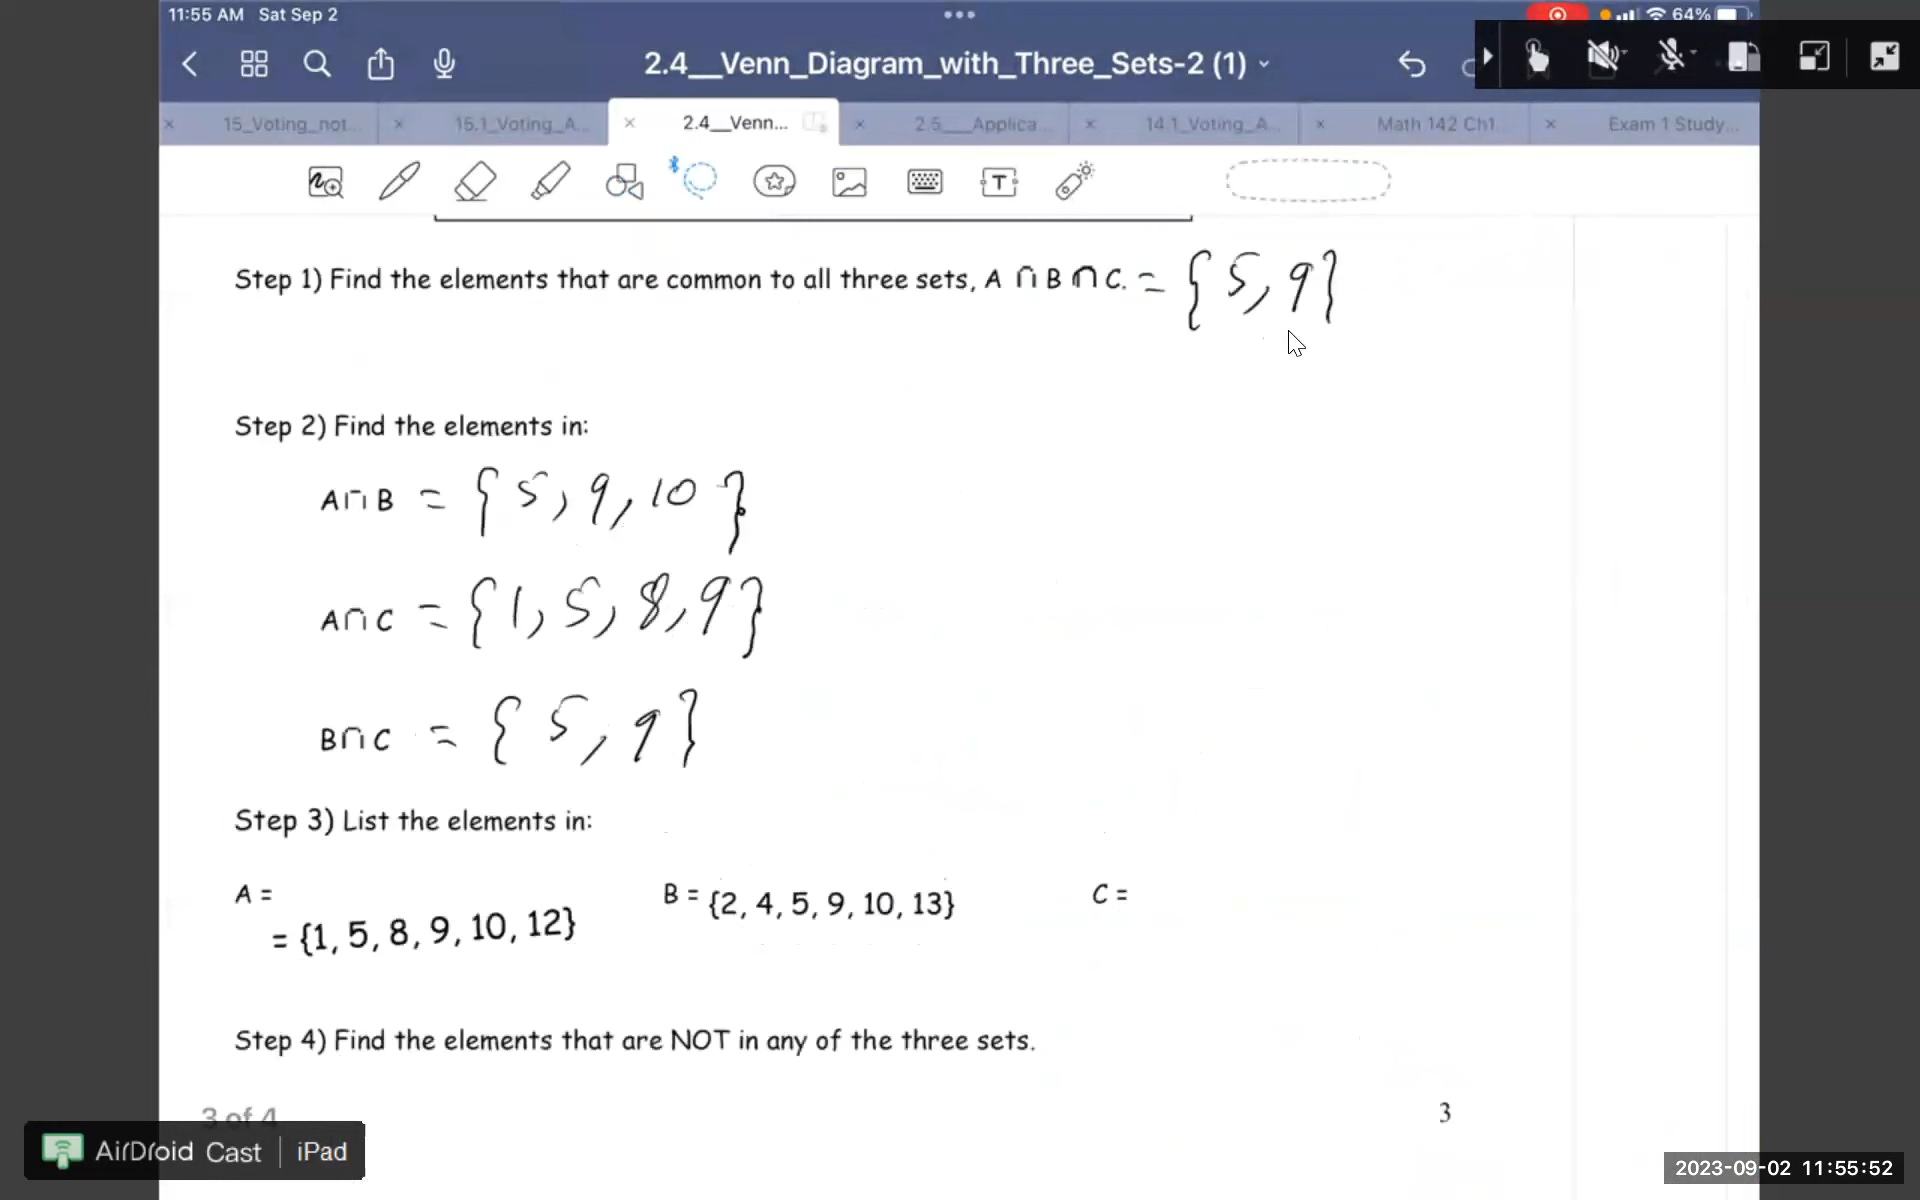 11:55 AM Sat Sep 2
64%
2.4__Venn_Diagram_with_Three_Sets-2 (1)
15_Voting_not... 15.1_Voting_A... 2.4__Venn... 2.5___Applica... 14.1_Voting_A... Math 142 Ch1... Exam 1 Study...
Step 1) Find the elements that are common to all three sets, A ∩ B ∩ C. = {5, 9}
Step 2) Find the elements in:
A∩B = {5, 9, 10}
A∩C = {1, 5, 8, 9}
B∩C = {5, 9}
Step 3) List the elements in:
A = B = {2, 4, 5, 9, 10, 13} C =
= {1, 5, 8, 9, 10, 12}
Step 4) Find the elements that are NOT in any of the three sets.
3 of 4
3
AirDroid Cast | iPad
2023-09-02 11:55:52